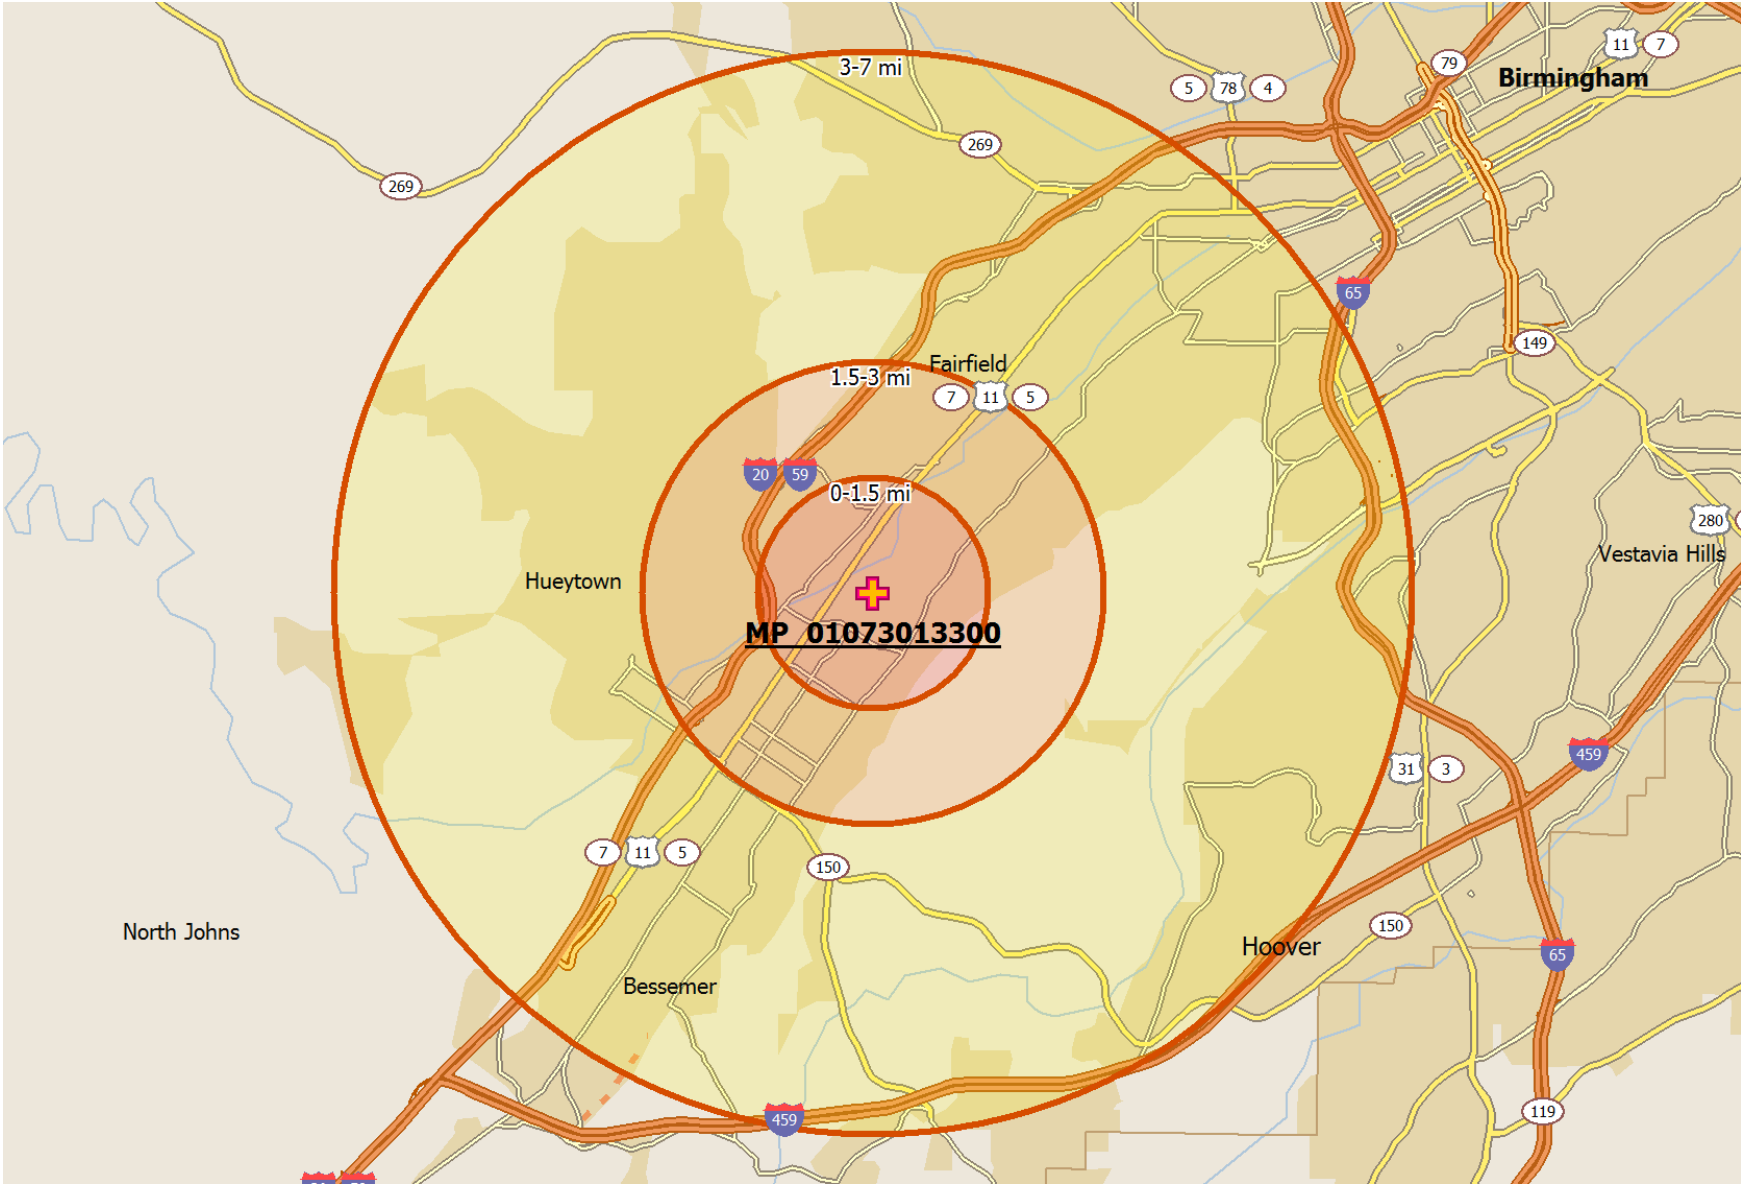 11 7
79
3-7 mi
Birmingham
5 78 4
269
269
65
149
Fairfield
1.5-3 mi
7 11 5
20 59
0-1.5 mi
280
Vestavia Hills
Hueytown
MP 01073013300
459
31 3
7 11 5
150
150
North Johns
Hoover
65
Bessemer
119
459